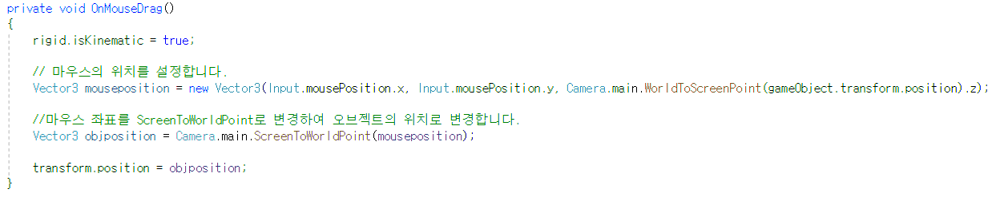 private void OnMouseDrag()
{
rigid.isKinematic = true;
// 마우스의 위치를 설정합니다.
Vector3 mouseposition = new Vector3(Input.mousePosition.x, Input.mousePosition.y, Camera.main.WorldToScreenPoint(gameObject.transform.position).z);
//마우스 좌표를 ScreenToWorldPoint로 변경하여 오브젝트의 위치로 변경합니다.
Vector3 objposition = Camera.main.ScreenToWorldPoint(mouseposition);
transform.position = objposition;
}